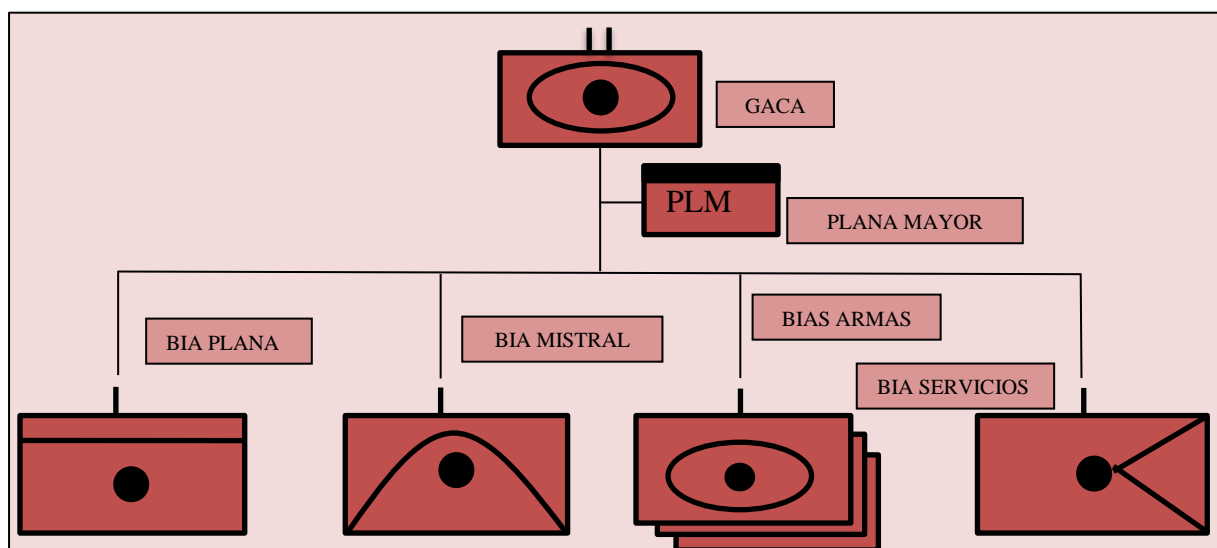 GACA
PLM
PLANA MAYOR
BIA PLANA
BIA MISTRAL
BIAS ARMAS
BIA SERVICIOS